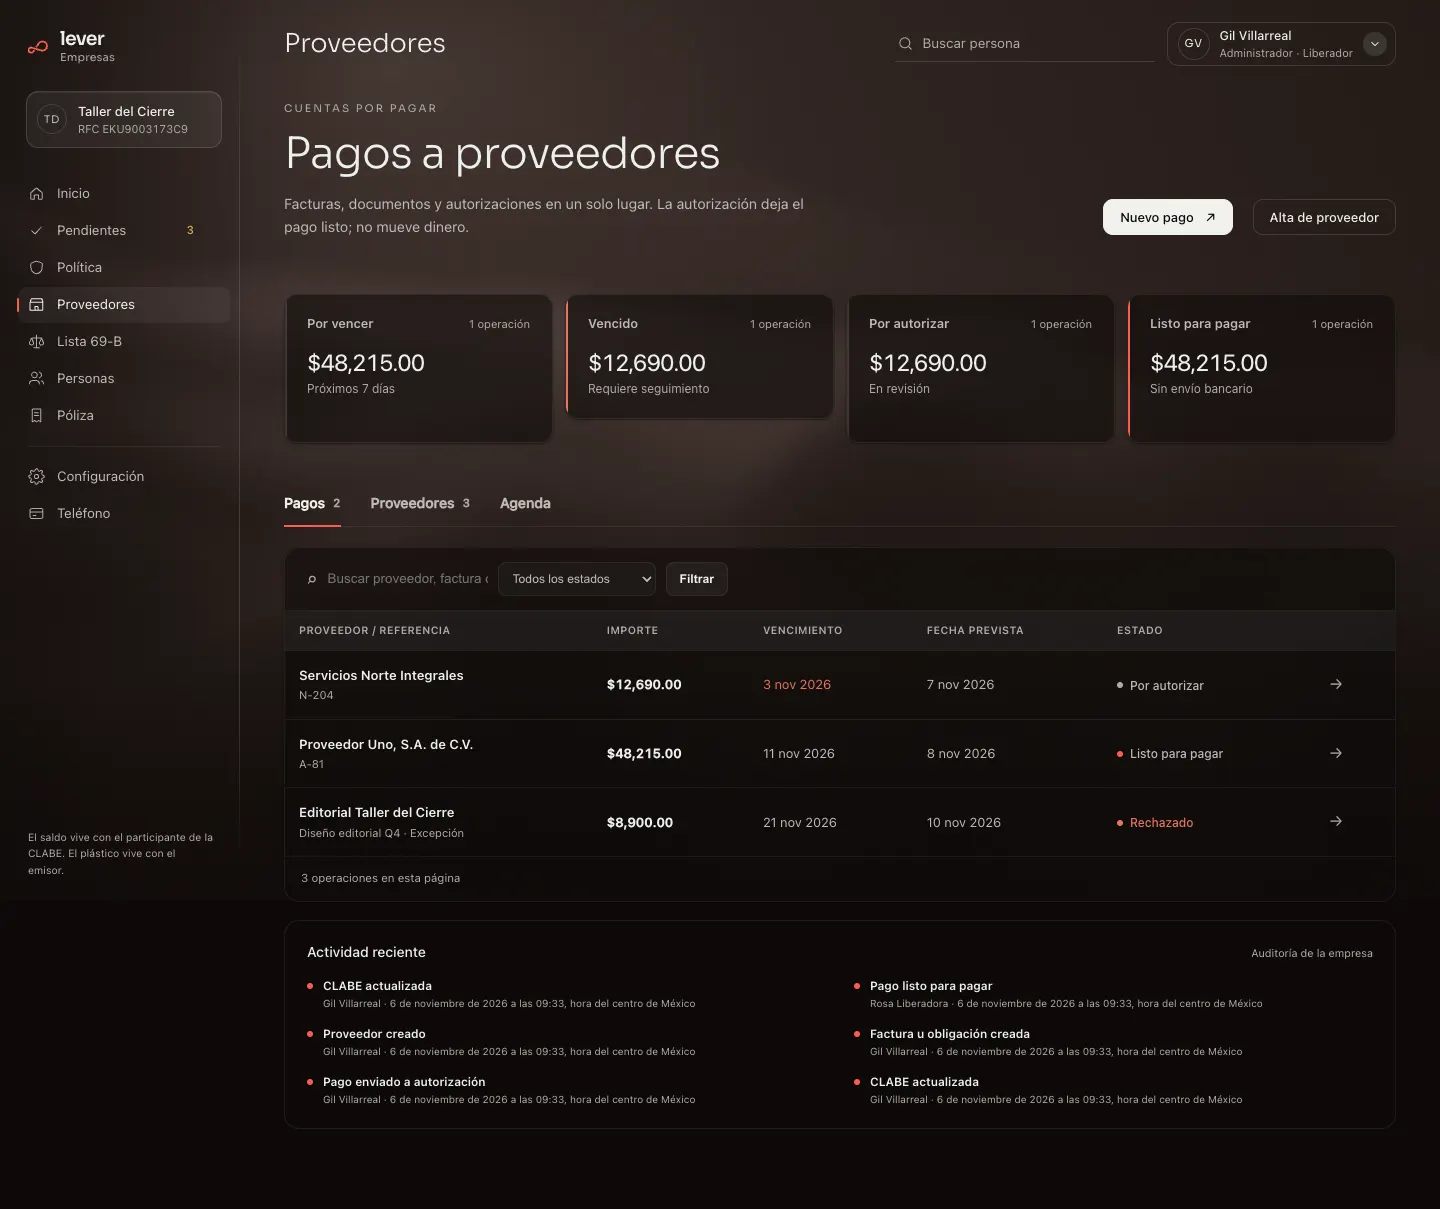 lever
Empresas
TD
Taller del Cierre
RFC EKU9003173C9
Inicio
Pendientes 3
Política
Proveedores
Lista 69-B
Personas
Póliza
Configuración
Teléfono
El saldo vive con el participante de la
CLABE. El plástico vive con el
emisor.
Proveedores
Buscar persona
GV
Gil Villarreal
Administrador · Liberador
CUENTAS POR PAGAR
Pagos a proveedores
Facturas, documentos y autorizaciones en un solo lugar. La autorización deja el
pago listo; no mueve dinero.
Nuevo pago
Alta de proveedor
Por vencer 1 operación
$48,215.00
Próximos 7 días
Vencido 1 operación
$12,690.00
Requiere seguimiento
Por autorizar 1 operación
$12,690.00
En revisión
Listo para pagar 1 operación
$48,215.00
Sin envío bancario
Pagos 2 Proveedores 3 Agenda
Buscar proveedor, factura Todos los estados Filtrar
PROVEEDOR / REFERENCIA IMPORTE VENCIMIENTO FECHA PREVISTA ESTADO
Servicios Norte Integrales
N-204
$12,690.00 3 nov 2026 7 nov 2026 Por autorizar
Proveedor Uno, S.A. de C.V.
A-81
$48,215.00 11 nov 2026 8 nov 2026 Listo para pagar
Editorial Taller del Cierre
Diseño editorial Q4 · Excepción
$8,900.00 21 nov 2026 10 nov 2026 Rechazado
3 operaciones en esta página
Actividad reciente Auditoría de la empresa
CLABE actualizada
Gil Villarreal · 6 de noviembre de 2026 a las 09:33, hora del centro de México
Pago listo para pagar
Rosa Liberadora · 6 de noviembre de 2026 a las 09:33, hora del centro de México
Proveedor creado
Gil Villarreal · 6 de noviembre de 2026 a las 09:33, hora del centro de México
Factura u obligación creada
Gil Villarreal · 6 de noviembre de 2026 a las 09:33, hora del centro de México
Pago enviado a autorización
Gil Villarreal · 6 de noviembre de 2026 a las 09:33, hora del centro de México
CLABE actualizada
Gil Villarreal · 6 de noviembre de 2026 a las 09:33, hora del centro de México